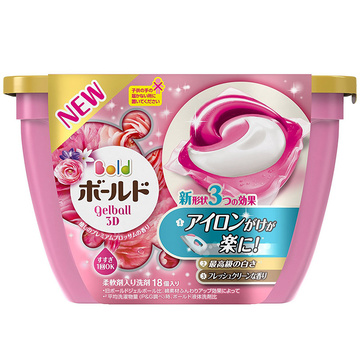 NEW
子供の手の
届かない所に
置いてください
Bold
ボールド
gelball
3D
すすぎ
1回OK
新形状3つの効果
1 アイロンがけが
楽に!
2 最高級の白さ
3 フレッシュクリーンな香り
柔軟剤入り洗剤 18個入り